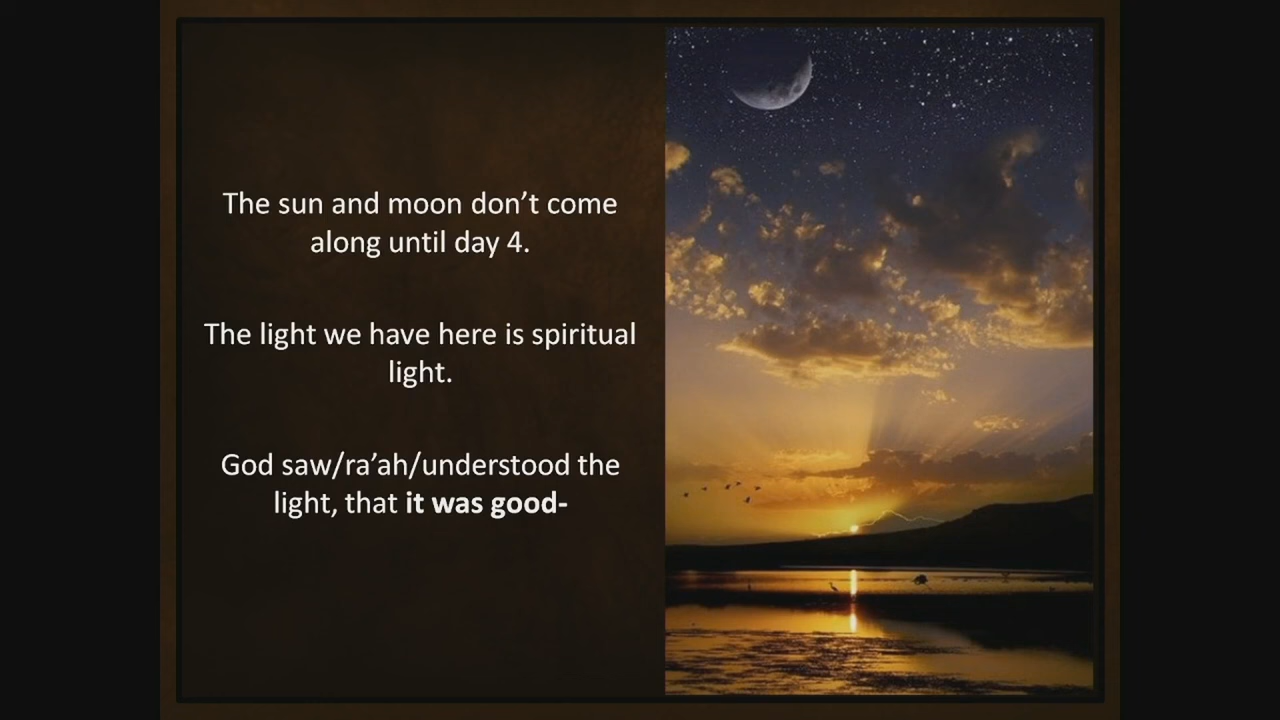 The sun and moon don’t come
along until day 4.
The light we have here is spiritual
light.
God saw/ra’ah/understood the
light, that it was good-